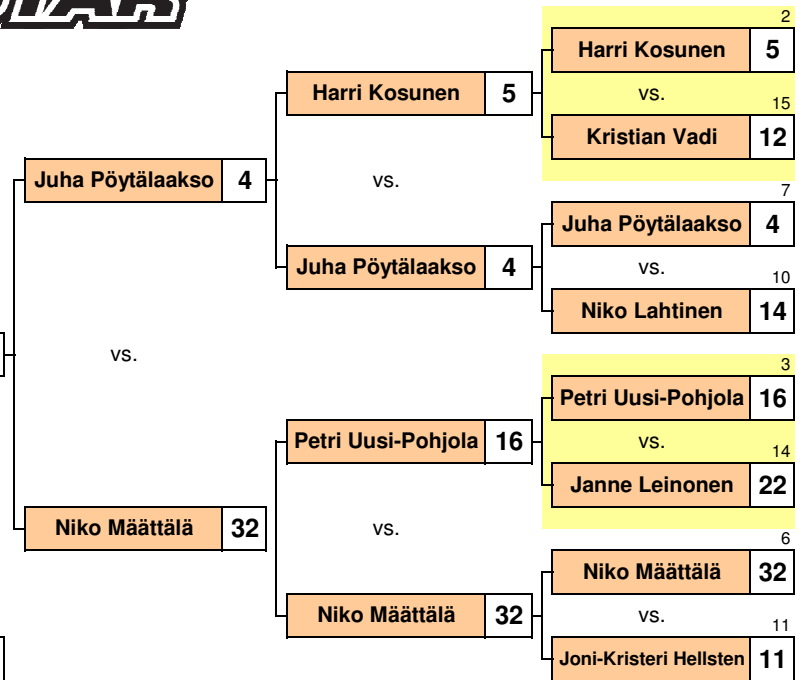 2
Harri Kosunen 5
Harri Kosunen 5
vs.
15
Kristian Vadi 12
Juha Pöytälaakso 4
vs.
7
Juha Pöytälaakso 4
Juha Pöytälaakso 4
vs.
10
Niko Lahtinen 14
vs.
3
Petri Uusi-Pohjola 16
Petri Uusi-Pohjola 16
vs.
14
Janne Leinonen 22
Niko Määttälä 32
vs.
6
Niko Määttälä 32
Niko Määttälä 32
vs.
11
Joni-Kristeri Hellsten 11